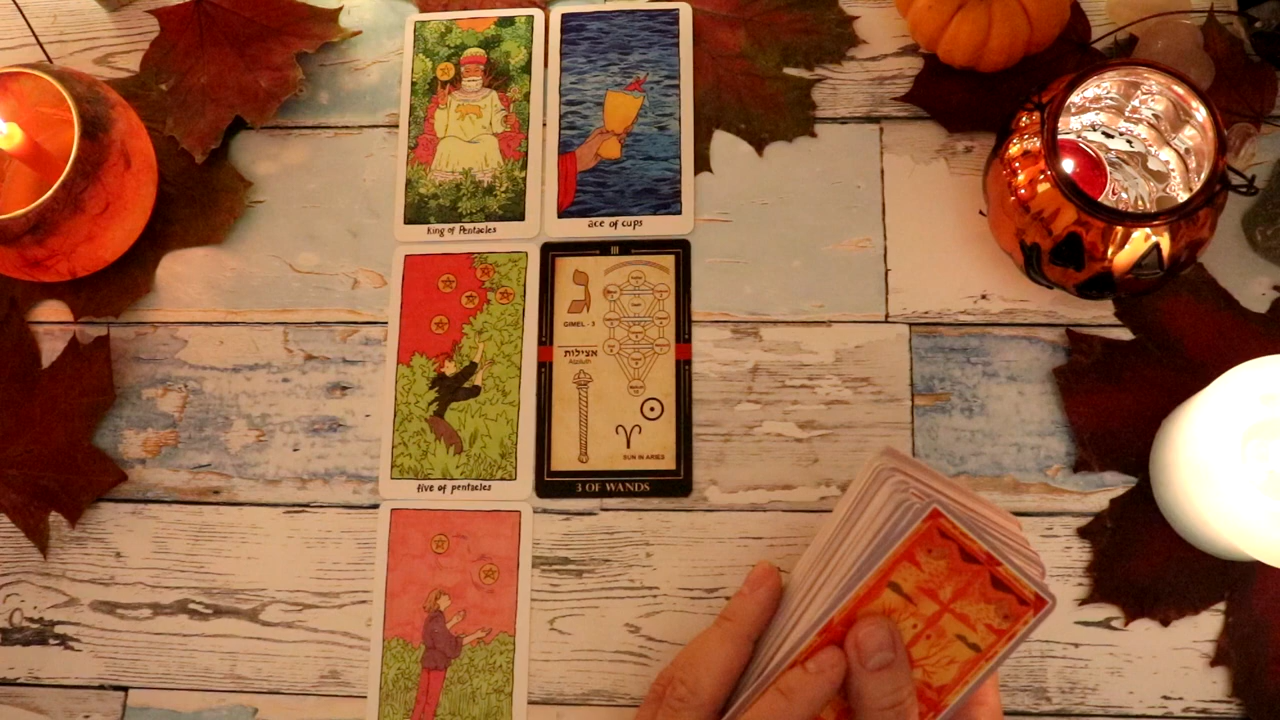 King of Pentacles
ace of cups
five of pentacles
III
ג
GIMEL - 3
אצילות
Atziluth
SUN IN ARIES
3 OF WANDS